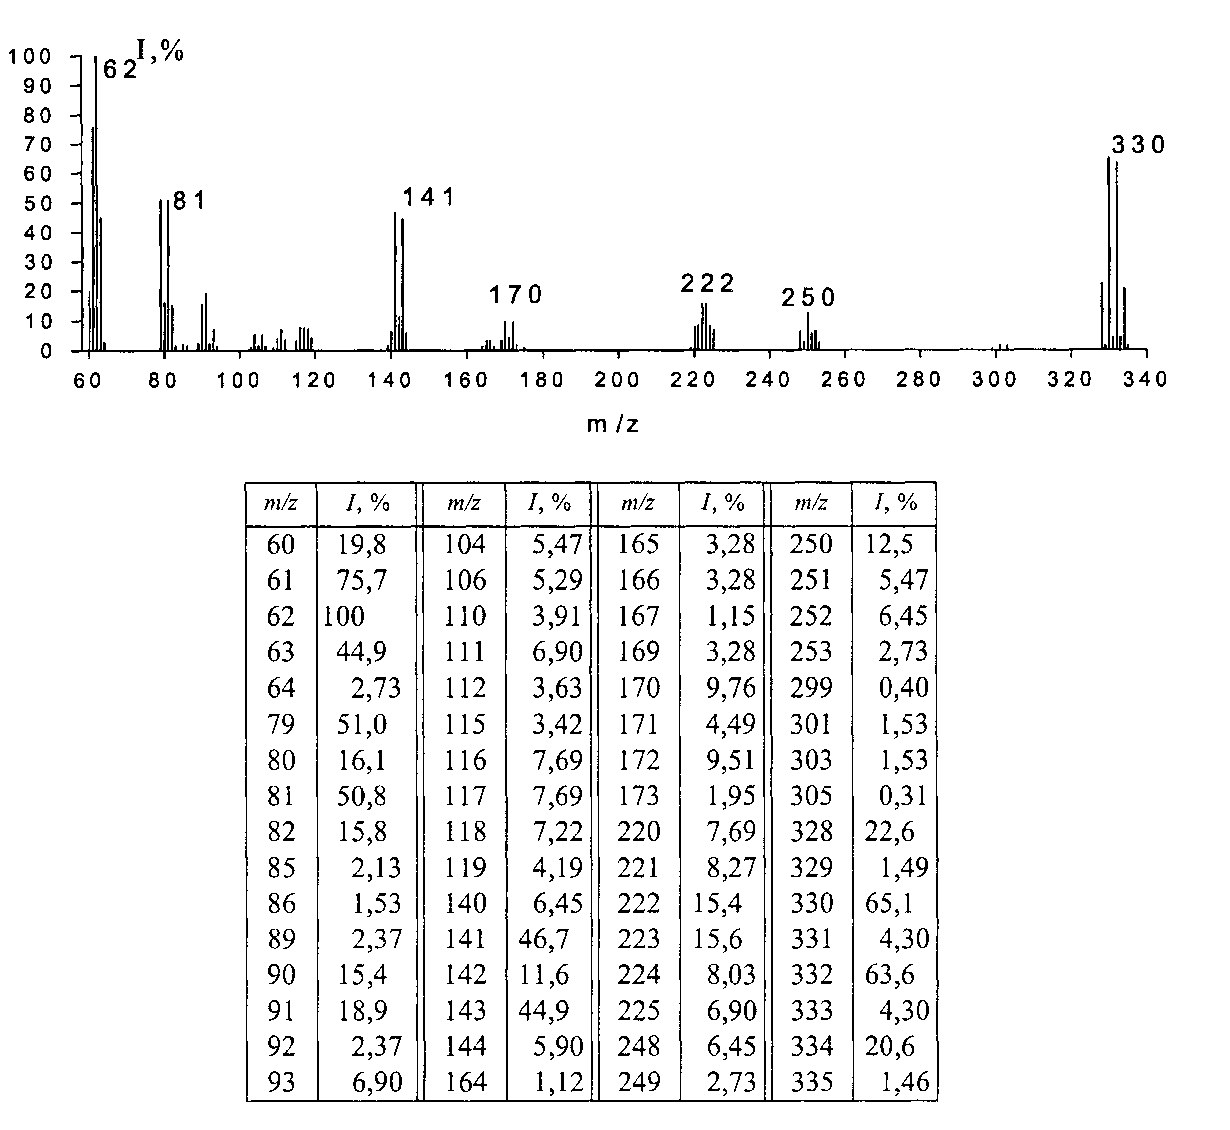 I,%
100
90
80
70
60
50
40
30
20
10
0
62
81
141
170
222
250
330
60 80 100 120 140 160 180 200 220 240 260 280 300 320 340
m/z
m/z I, % m/z I, % m/z I, % m/z I, %
60 19,8 104 5,47 165 3,28 250 12,5
61 75,7 106 5,29 166 3,28 251 5,47
62 100 110 3,91 167 1,15 252 6,45
63 44,9 111 6,90 169 3,28 253 2,73
64 2,73 112 3,63 170 9,76 299 0,40
79 51,0 115 3,42 171 4,49 301 1,53
80 16,1 116 7,69 172 9,51 303 1,53
81 50,8 117 7,69 173 1,95 305 0,31
82 15,8 118 7,22 220 7,69 328 22,6
85 2,13 119 4,19 221 8,27 329 1,49
86 1,53 140 6,45 222 15,4 330 65,1
89 2,37 141 46,7 223 15,6 331 4,30
90 15,4 142 11,6 224 8,03 332 63,6
91 18,9 143 44,9 225 6,90 333 4,30
92 2,37 144 5,90 248 6,45 334 20,6
93 6,90 164 1,12 249 2,73 335 1,46